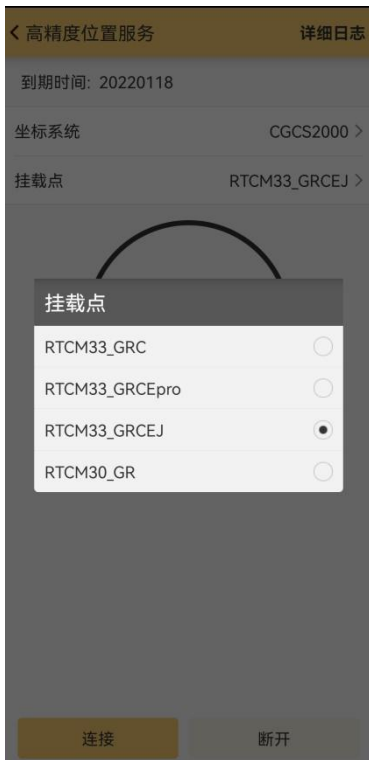 高精度位置服务 详细日志
到期时间: 20220118
坐标系统 CGCS2000
挂载点 RTCM33_GRCEJ
挂载点
RTCM33_GRC
RTCM33_GRCEpro
RTCM33_GRCEJ
RTCM30_GR
连接 断开